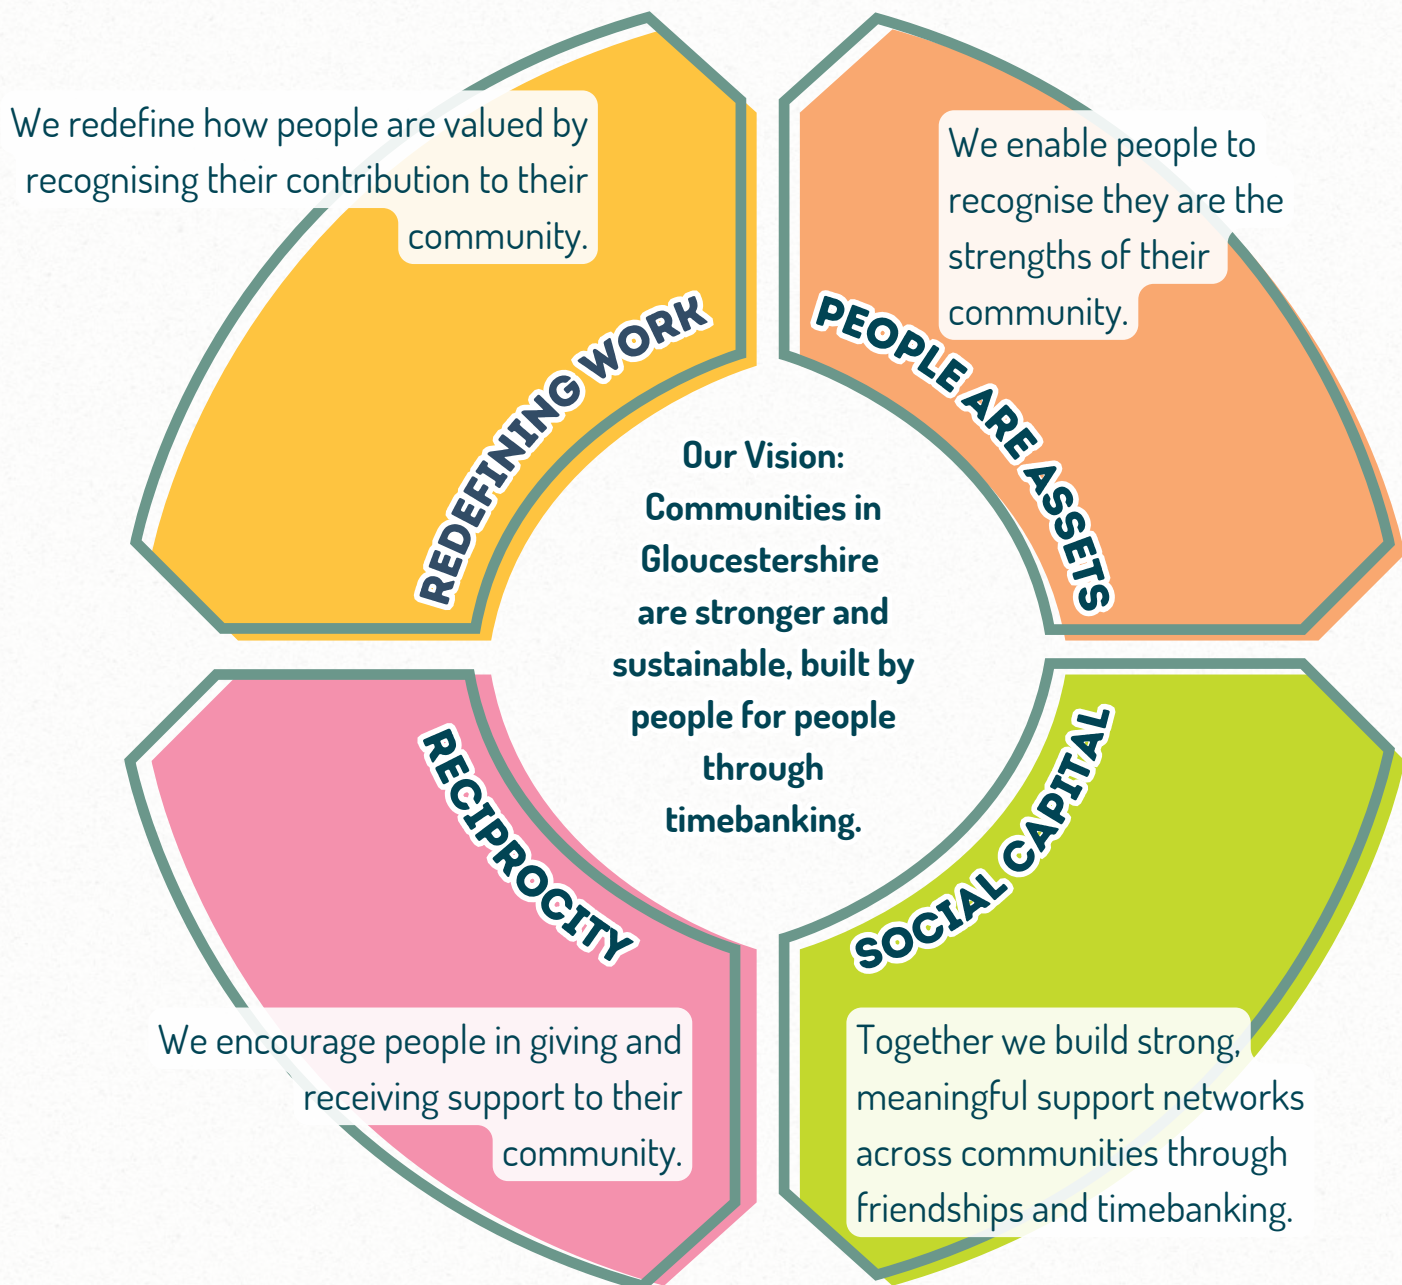 We redefine how people are valued by
recognising their contribution to their
community.
REDEFINING WORK
We enable people to
recognise they are the
strengths of their
community.
PEOPLE ARE ASSETS
Our Vision:
Communities in
Gloucestershire
are stronger and
sustainable, built by
people for people
through
timebanking.
RECIPROCITY
We encourage people in giving and
receiving support to their
community.
SOCIAL CAPITAL
Together we build strong,
meaningful support networks
across communities through
friendships and timebanking.